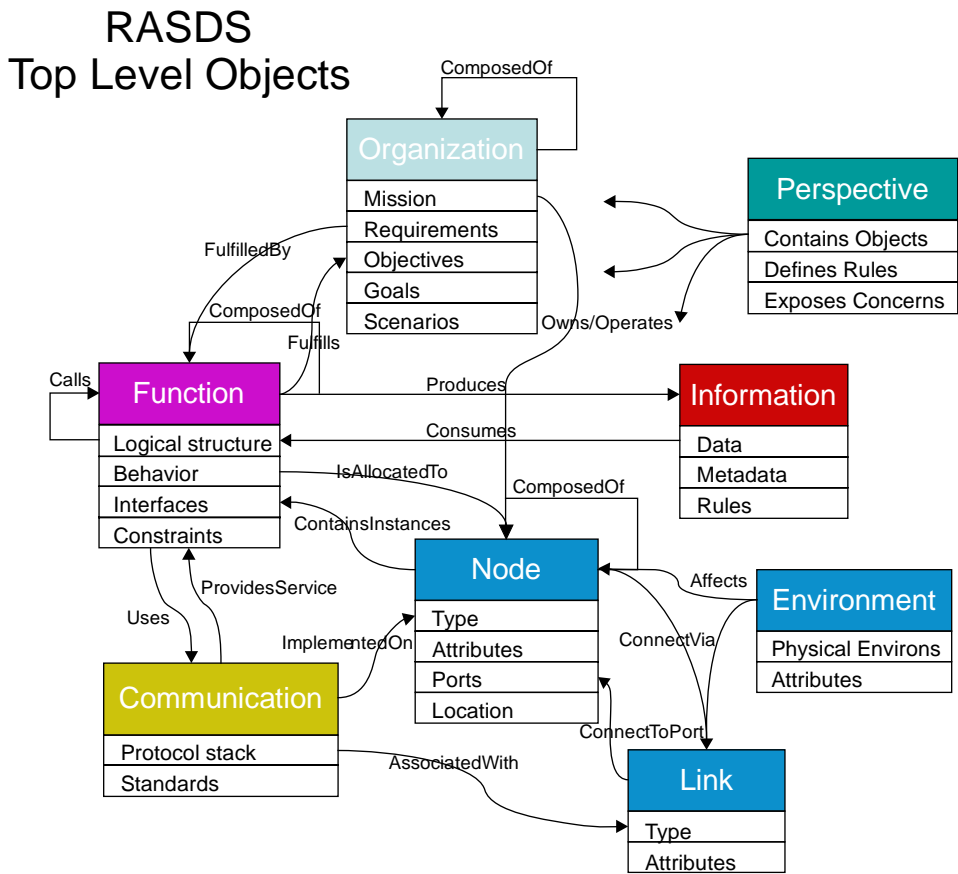 RASDS
Top Level Objects
ComposedOf
Organization
Mission
Requirements
Objectives
Goals
Scenarios
Perspective
Contains Objects
Defines Rules
Exposes Concerns
FulfilledBy
ComposedOf
Fulfills
Owns/Operates
Calls
Function
Logical structure
Behavior
Interfaces
Constraints
Produces
Consumes
Information
Data
Metadata
Rules
IsAllocatedTo
ComposedOf
ContainsInstances
Node
Type
Attributes
Ports
Location
Affects
Environment
Physical Environs
Attributes
ProvidesService
Uses
ImplementedOn
ConnectVia
Communication
Protocol stack
Standards
ConnectToPort
AssociatedWith
Link
Type
Attributes